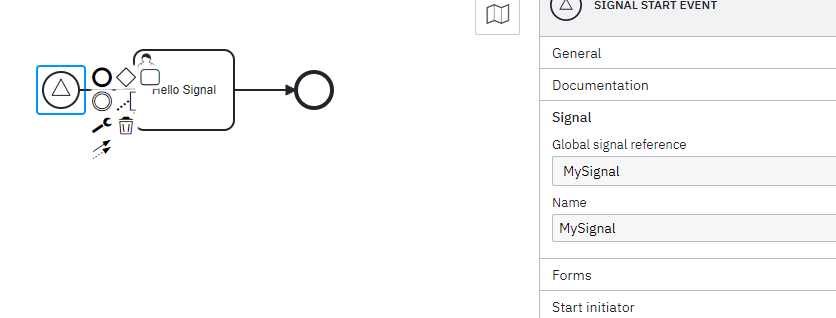 SIGNAL START EVENT
General
Documentation
Signal
Global signal reference
MySignal
Name
MySignal
Forms
Start initiator
Hello Signal